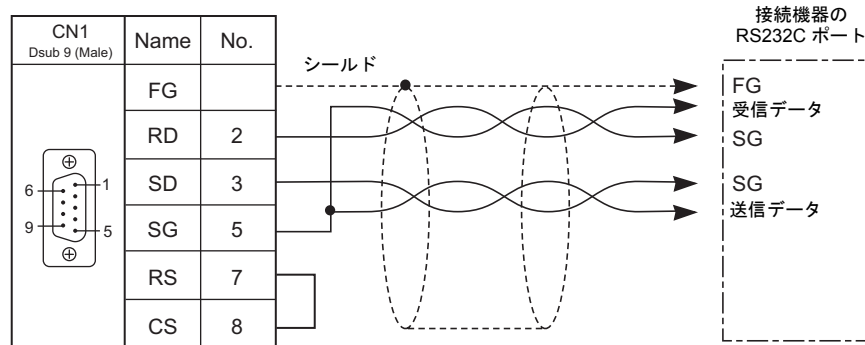 CN1
Dsub 9 (Male)
Name
No.
FG
RD
2
SD
3
SG
5
RS
7
CS
8
6
1
9
5
シールド
接続機器の
RS232C ポート
FG
受信データ
SG
SG
送信データ